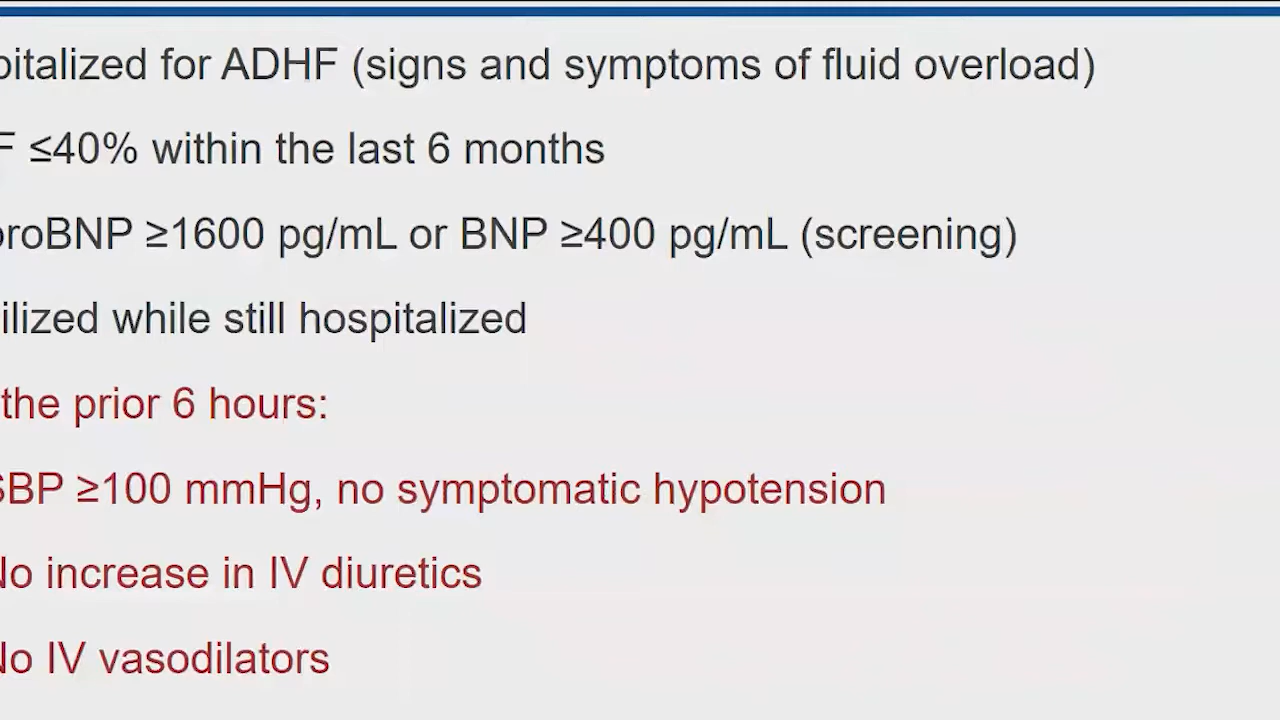 pitalized for ADHF (signs and symptoms of fluid overload)
F ≤40% within the last 6 months
proBNP ≥1600 pg/mL or BNP ≥400 pg/mL (screening)
ilized while still hospitalized
the prior 6 hours:
SBP ≥100 mmHg, no symptomatic hypotension
No increase in IV diuretics
No IV vasodilators